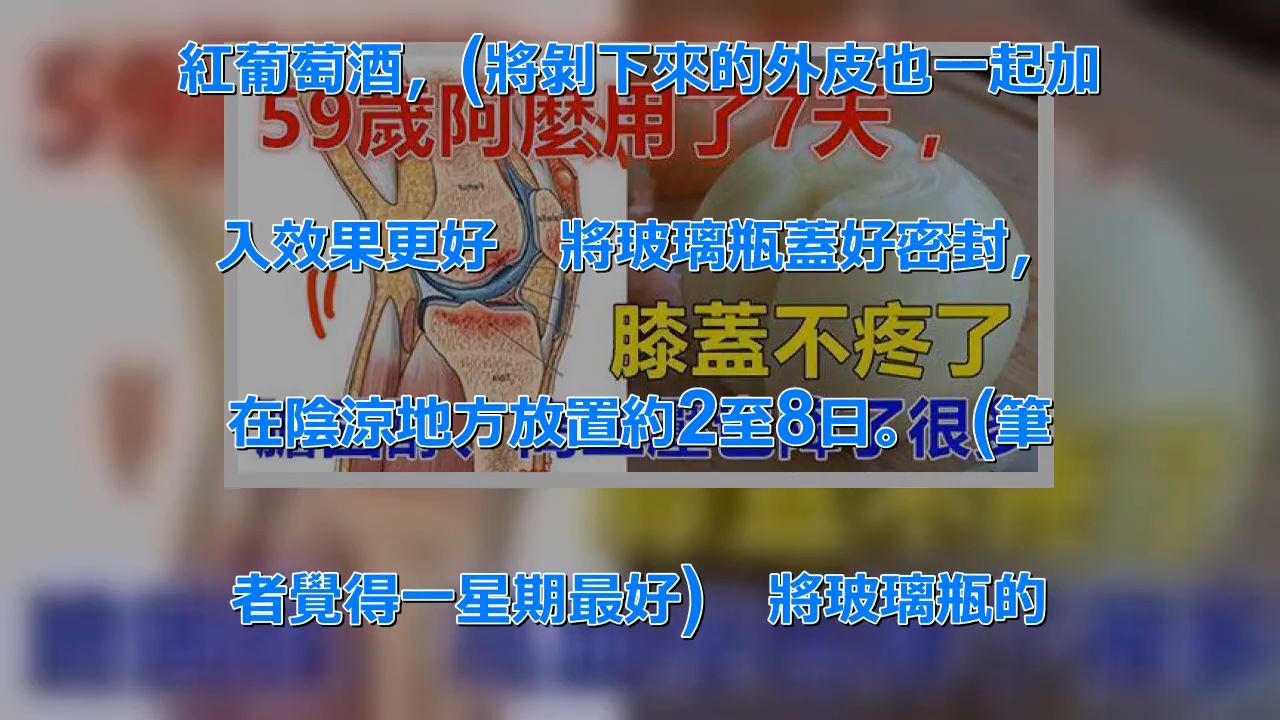 紅葡萄酒,(將剝下來的外皮也一起加
59歲阿麼用了7天，
入效果更好 將玻璃瓶蓋好密封,
膝蓋不疼了
在陰涼地方放置約2至8日。 (筆
者覺得一星期最好) 將玻璃瓶的